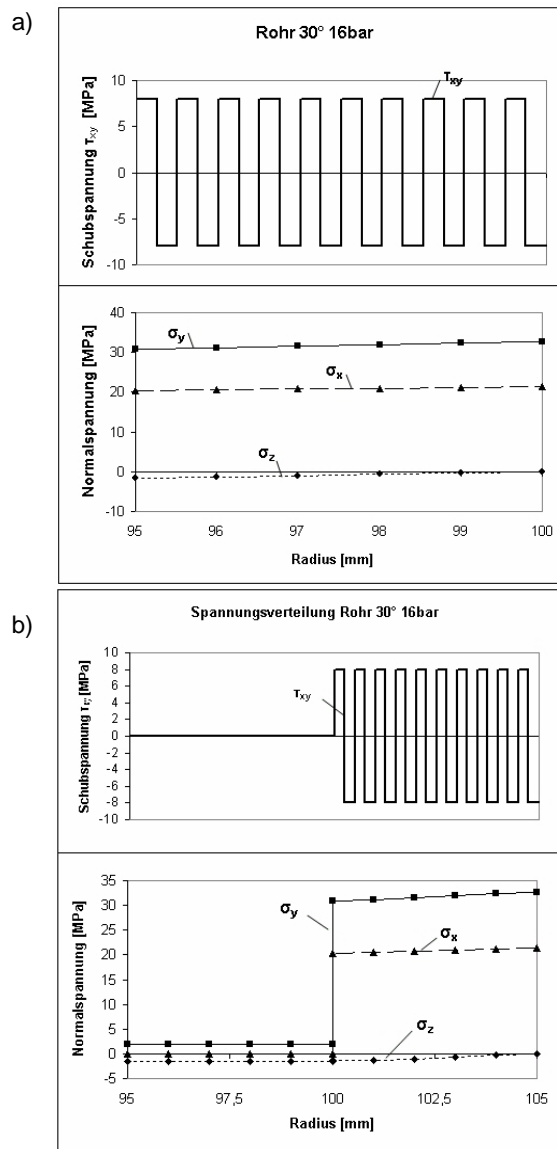 a)
Rohr 30° 16bar
Schubspannung τxy [MPa]
10
5
0
-5
-10
τxy
Normalspannung [MPa]
40
30
20
10
0
-10
σy
σx
σz
95 96 97 98 99 100
Radius [mm]
b)
Spannungsverteilung Rohr 30° 16bar
Schubspannung [MPa]
10
8
6
4
2
0
-2
-4
-6
-8
-10
τxy
Normalspannung [MPa]
35
30
25
20
15
10
5
0
-5
σy
σx
σz
95 97,5 100 102,5 105
Radius [mm]